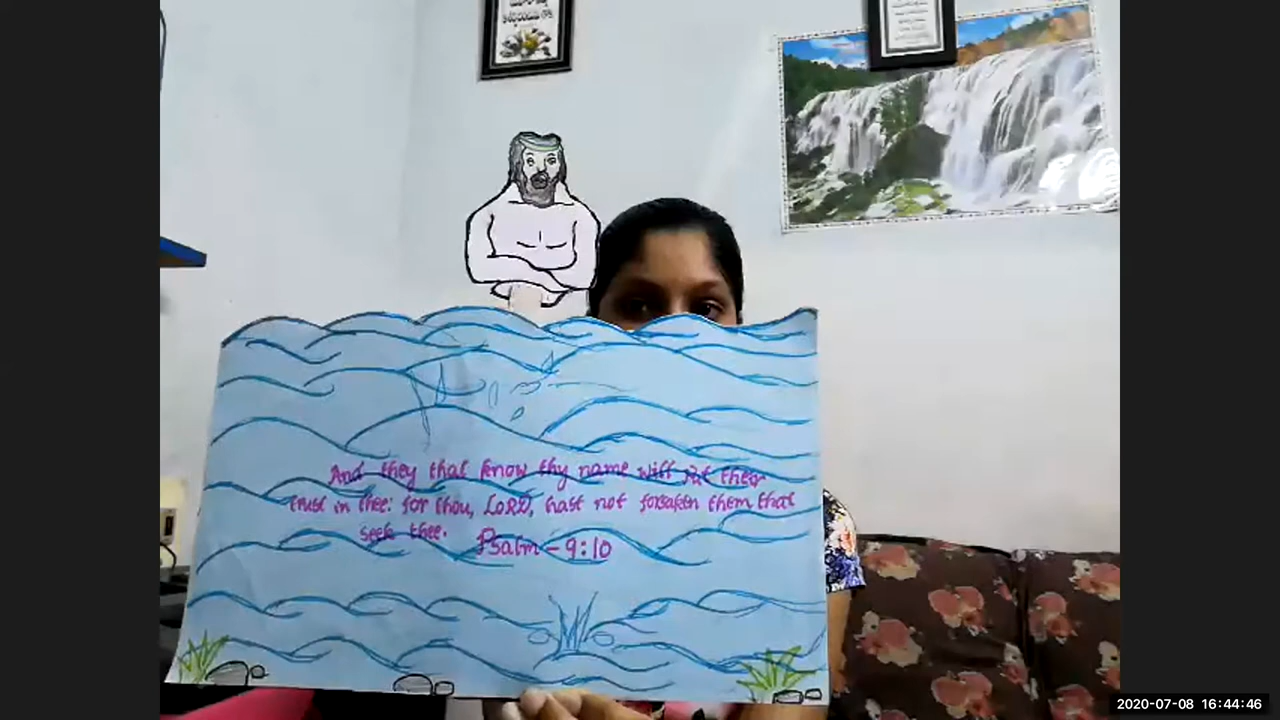 And they that know thy name will put their
trust in thee: for thou, LORD, hast not forsaken them that
seek thee. Psalm - 9:10
2020-07-08 16:44:46